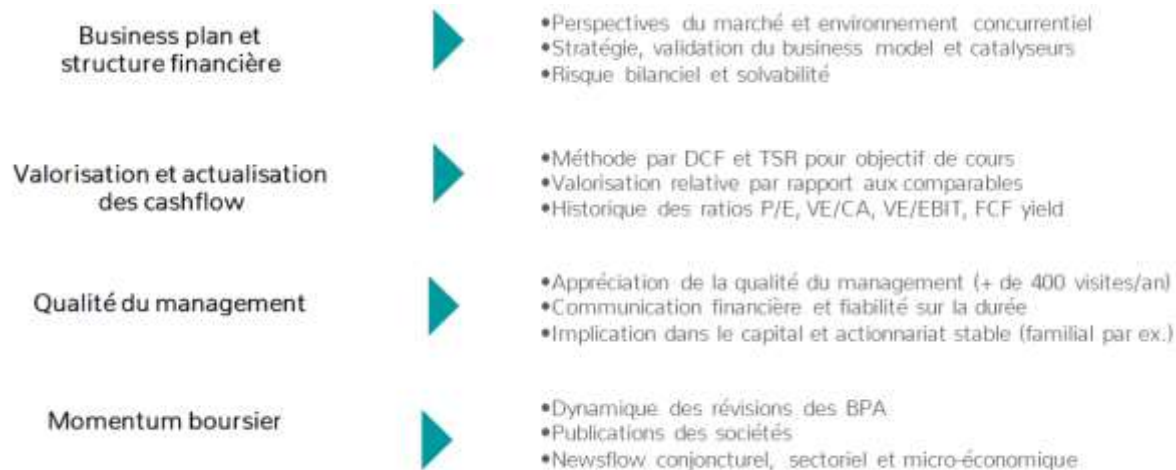 Business plan et
structure financière
•Perspectives du marché et environnement concurrentiel
•Stratégie, validation du business model et catalyseurs
•Risque bilanciel et solvabilité
Valorisation et actualisation
des cashflow
•Méthode par DCF et TSR pour objectif de cours
•Valorisation relative par rapport aux comparables
•Historique des ratios P/E, VE/CA, VE/EBIT, FCF yield
Qualité du management
•Appréciation de la qualité du management (+ de 400 visites/an)
•Communication financière et fiabilité sur la durée
•Implication dans le capital et actionnariat stable (familial par ex.)
Momentum boursier
•Dynamique des révisions des BPA
•Publications des sociétés
•Newsflow conjoncturel, sectoriel et micro-économique